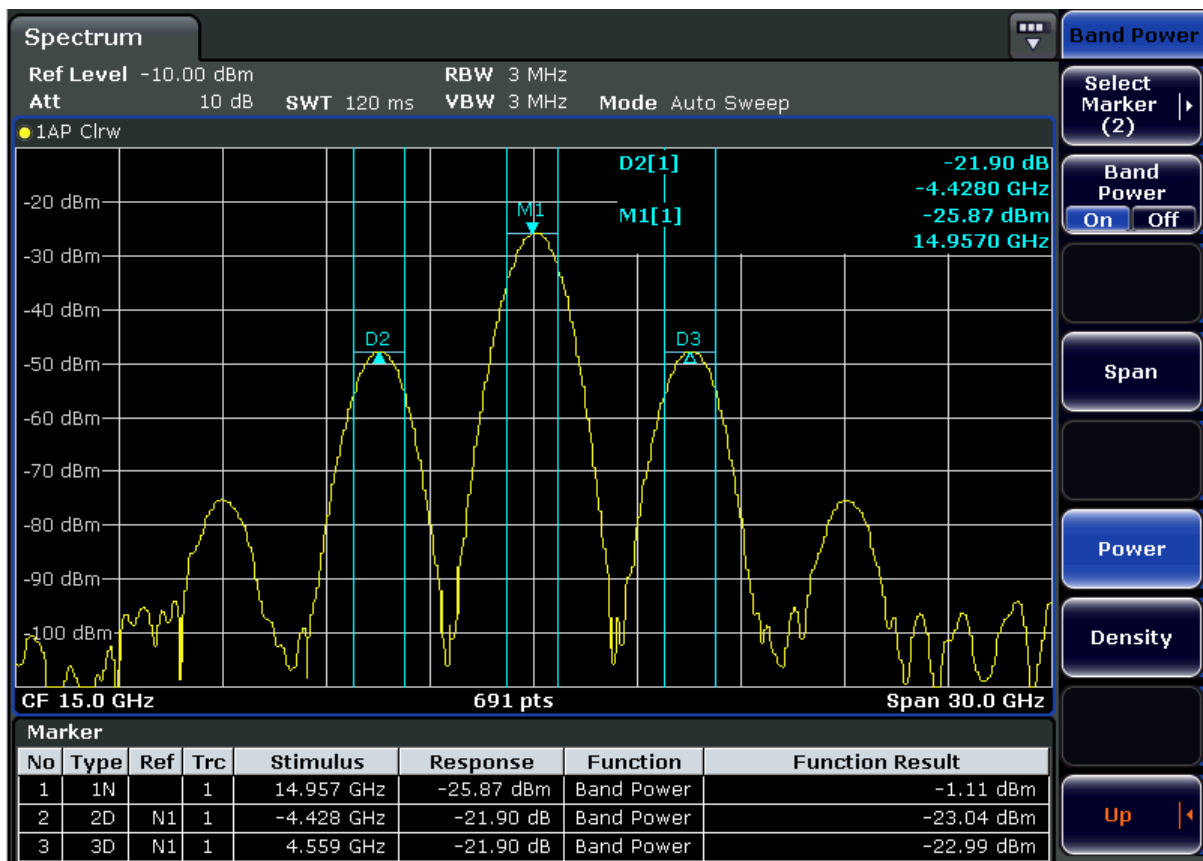 Spectrum
Ref Level -10.00 dBm RBW 3 MHz
Att 10 dB SWT 120 ms VBW 3 MHz Mode Auto Sweep
1AP Clrw
D2[1] -21.90 dB
-4.4280 GHz
M1[1] -25.87 dBm
14.9570 GHz
-20 dBm
M1
-30 dBm
-40 dBm
D2 D3
-50 dBm
-60 dBm
-70 dBm
-80 dBm
-90 dBm
-100 dBm
CF 15.0 GHz 691 pts Span 30.0 GHz
Marker
No Type Ref Trc Stimulus Response Function Function Result
1 1N 1 14.957 GHz -25.87 dBm Band Power -1.11 dBm
2 2D N1 1 -4.428 GHz -21.90 dB Band Power -23.04 dBm
3 3D N1 1 4.559 GHz -21.90 dB Band Power -22.99 dBm
Band Power
Select
Marker
(2)
Band
Power
On Off
Span
Power
Density
Up